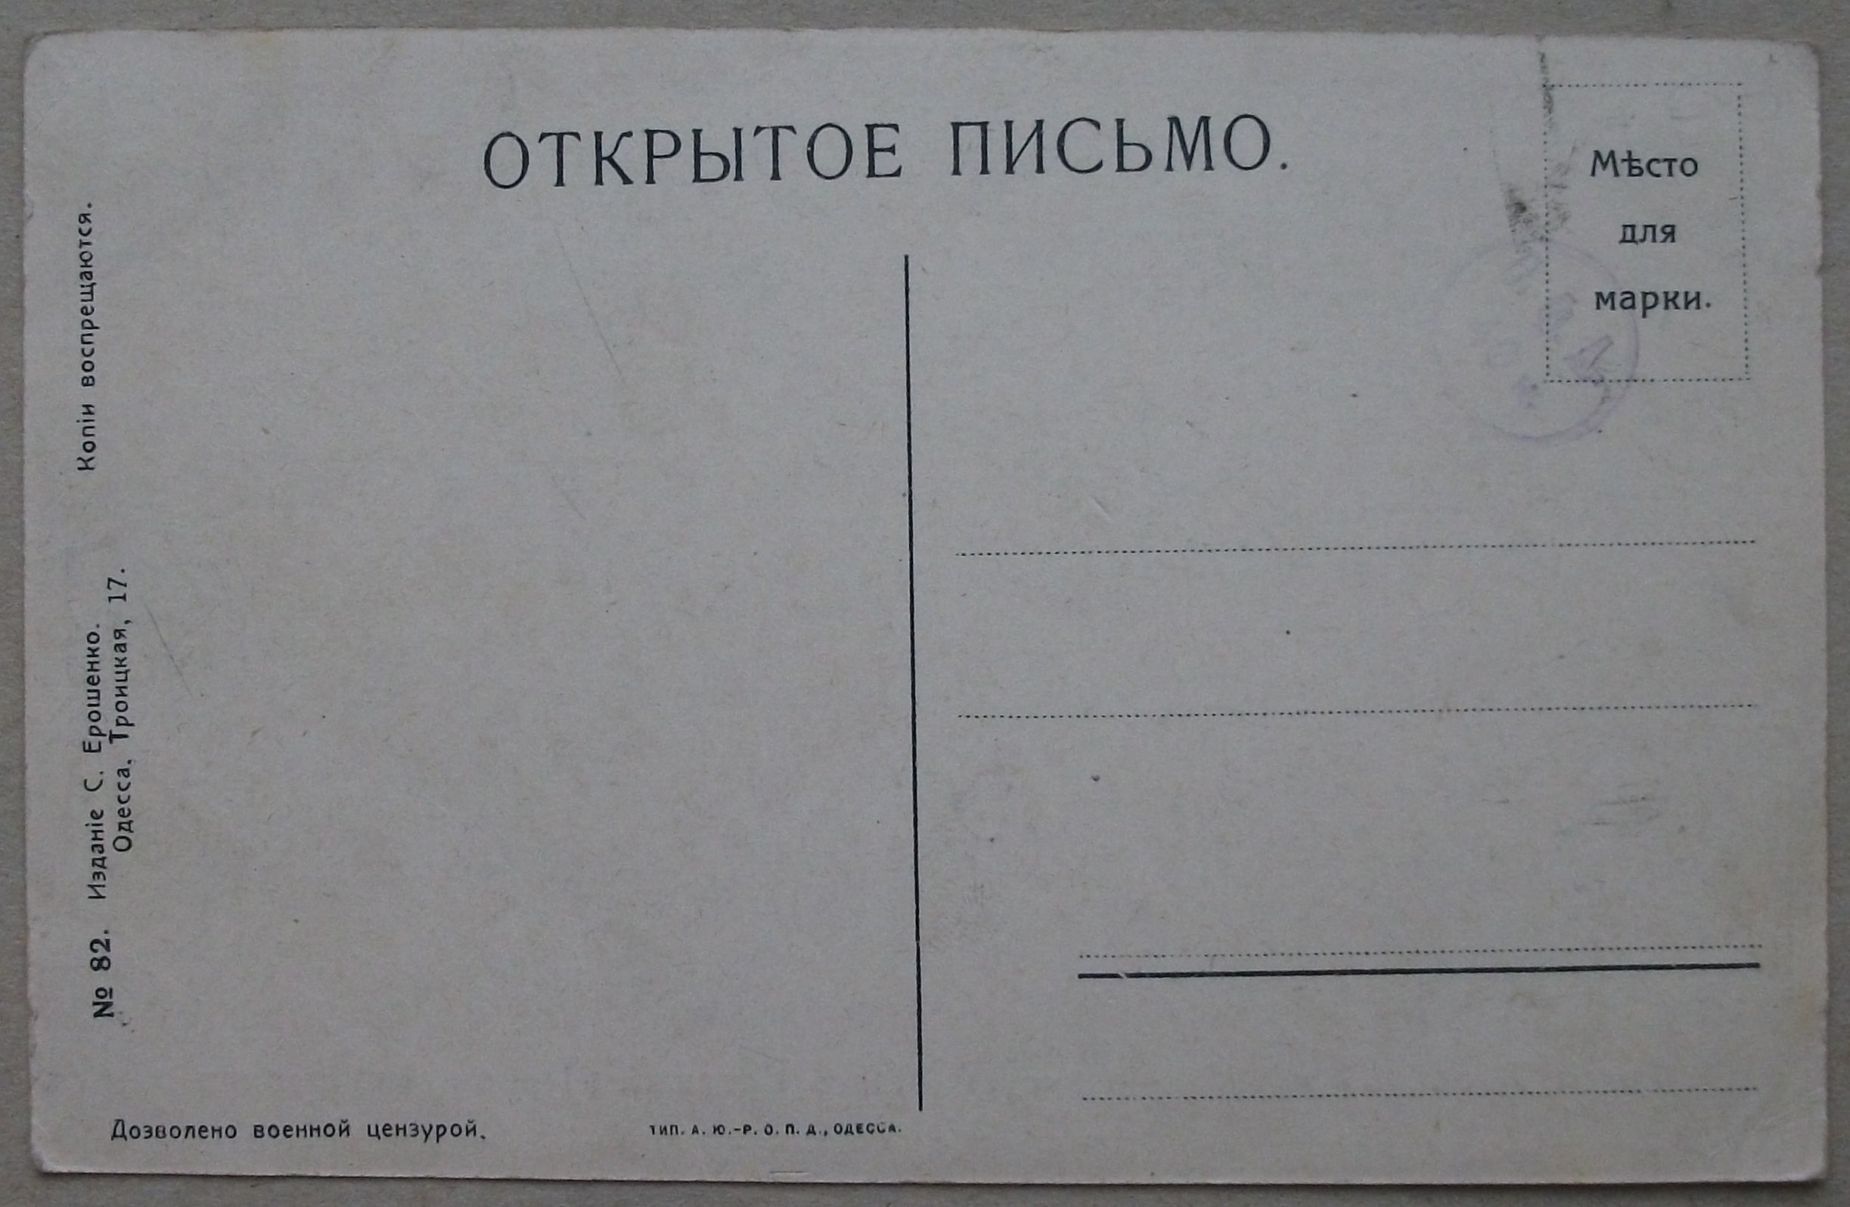 ОТКРЫТОЕ ПИСЬМО.
Мѣсто
для
марки.
Копіи воспрещаются.
№ 82. Изданіе С. Ерошенко.
Одесса, Троицкая, 17.
Дозволено военной цензурой.
ТИП. А. Ю.-Р. О. П. Д., ОДЕССА.